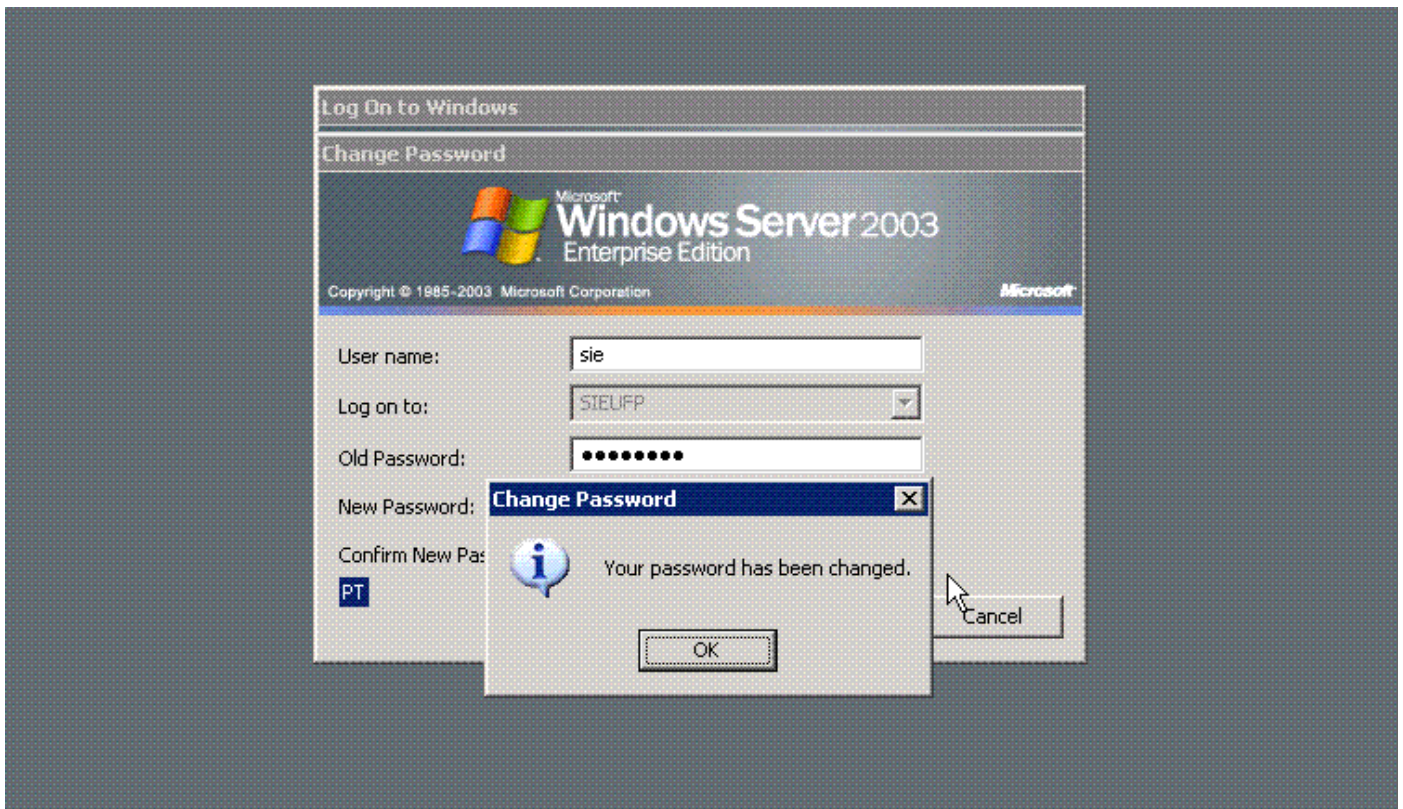 Log On to Windows
Change Password
Microsoft
Windows Server 2003
Enterprise Edition
Copyright © 1985-2003 Microsoft Corporation
Microsoft
User name:
sie
Log on to:
SIEUFP
Old Password:
●●●●●●●●
New Password:
Change Password
Confirm New Pas
Your password has been changed.
PT
Cancel
OK